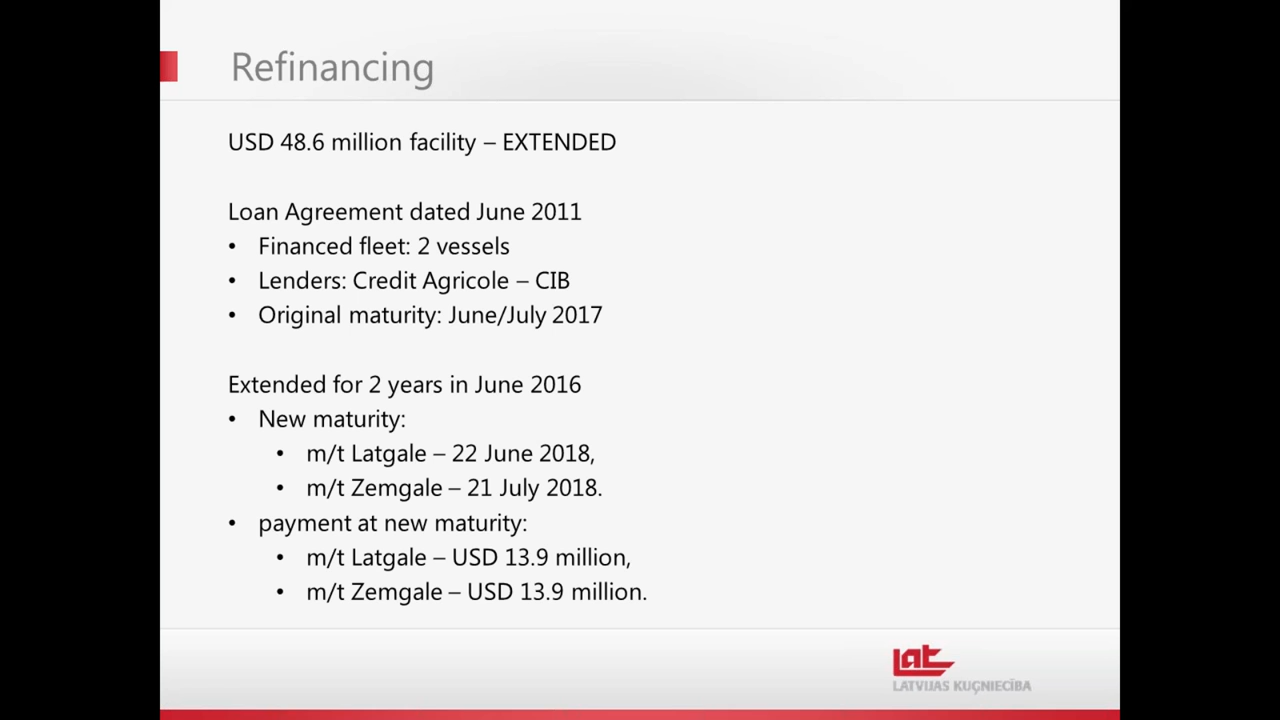 Refinancing
USD 48.6 million facility – EXTENDED
Loan Agreement dated June 2011
• Financed fleet: 2 vessels
• Lenders: Credit Agricole – CIB
• Original maturity: June/July 2017
Extended for 2 years in June 2016
• New maturity:
• m/t Latgale – 22 June 2018,
• m/t Zemgale – 21 July 2018.
• payment at new maturity:
• m/t Latgale – USD 13.9 million,
• m/t Zemgale – USD 13.9 million.
Lat
LATVIJAS KUĢNIECĪBA